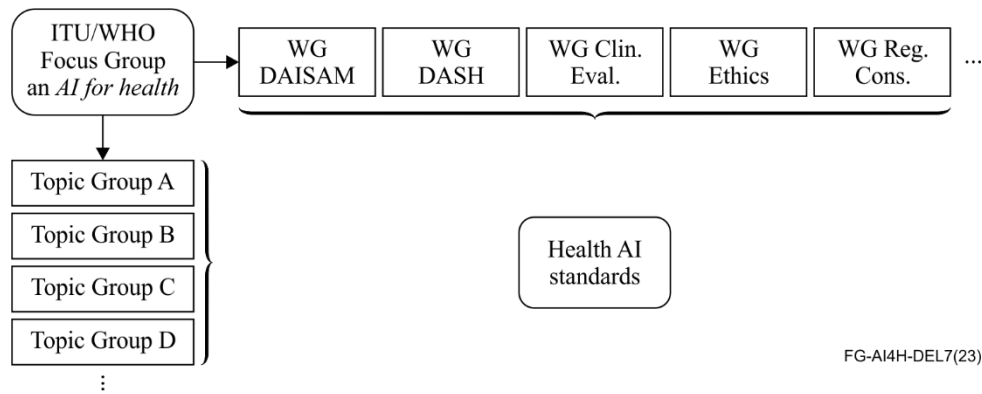 ITU/WHO
Focus Group
an AI for health
WG
DAISAM
WG
DASH
WG Clin.
Eval.
WG
Ethics
WG Reg.
Cons.
...
Topic Group A
Topic Group B
Topic Group C
Topic Group D
...
Health AI
standards
FG-AI4H-DEL7(23)